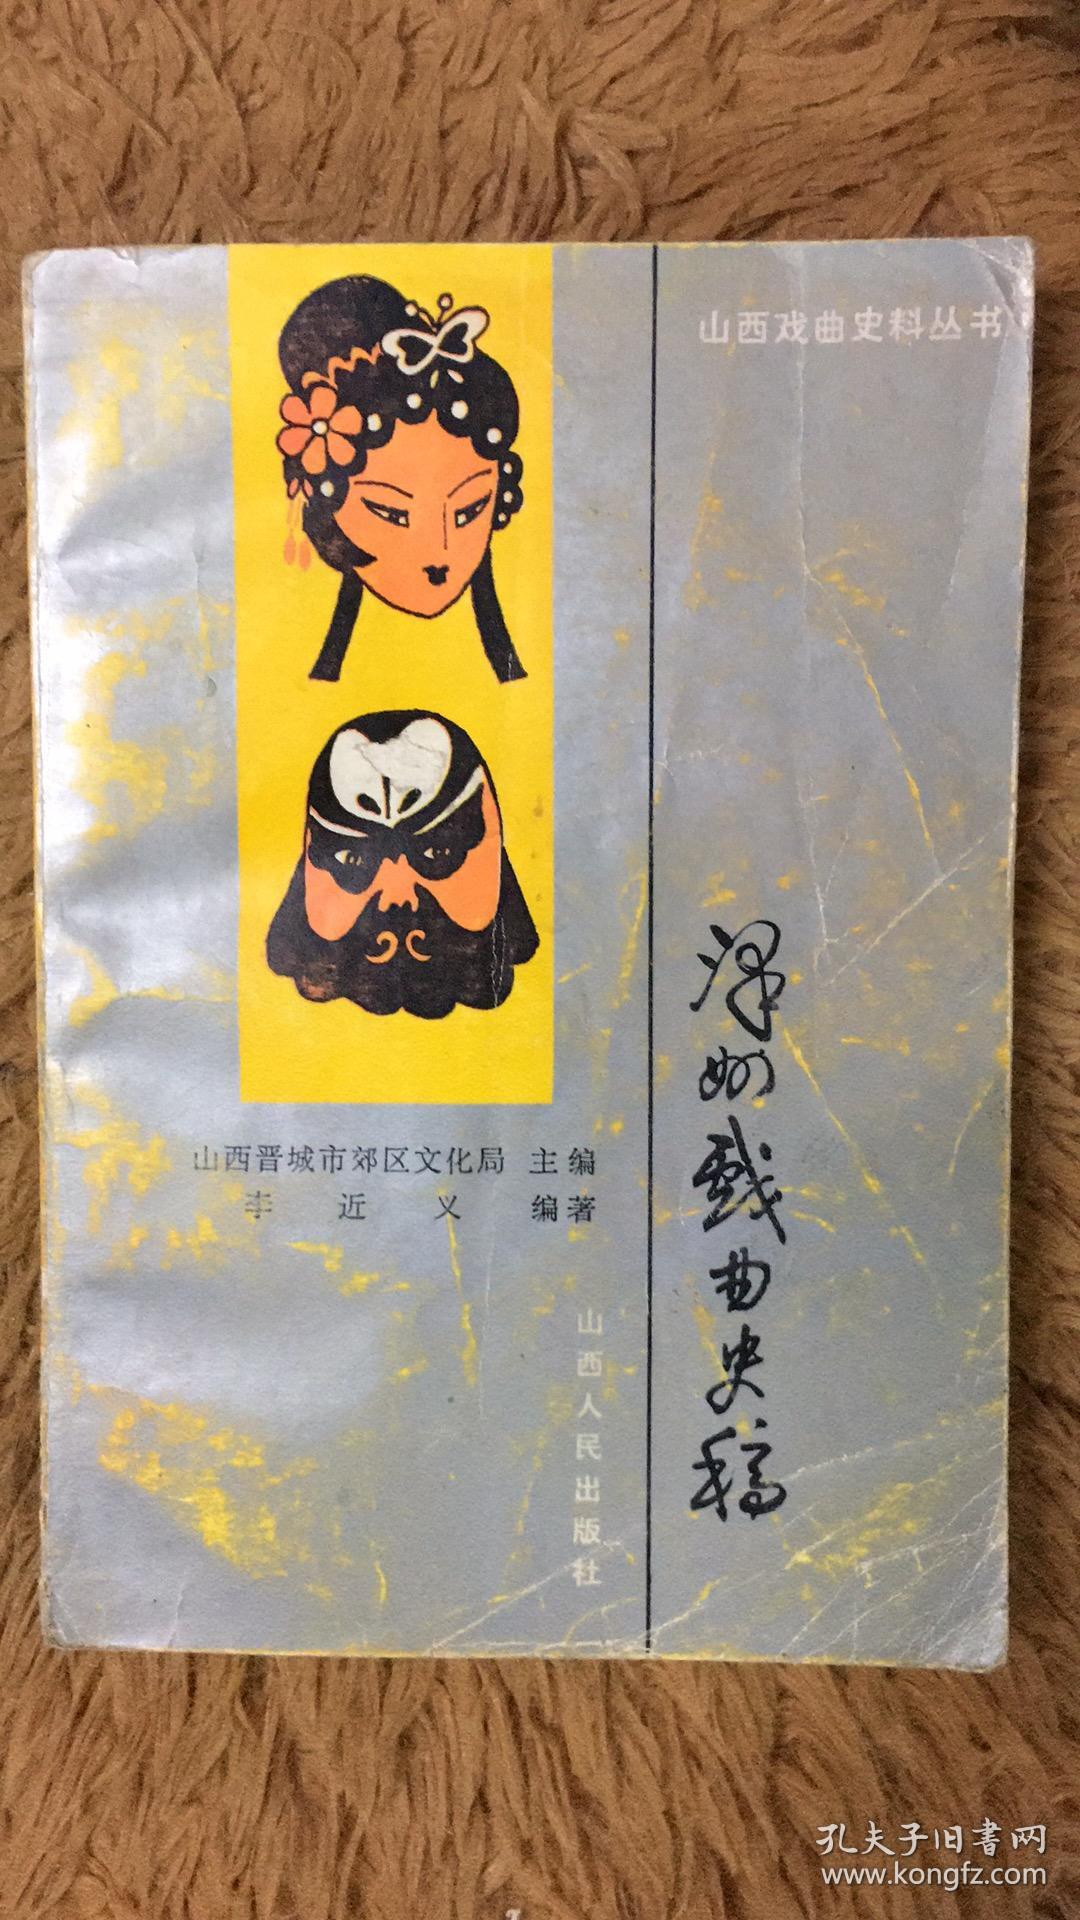 山西戏曲史料丛书
泽州戏曲史稿
山西晋城市郊区文化局 主编
李近义 编著
山西人民出版社
孔夫子旧書网
www.kongfz.com